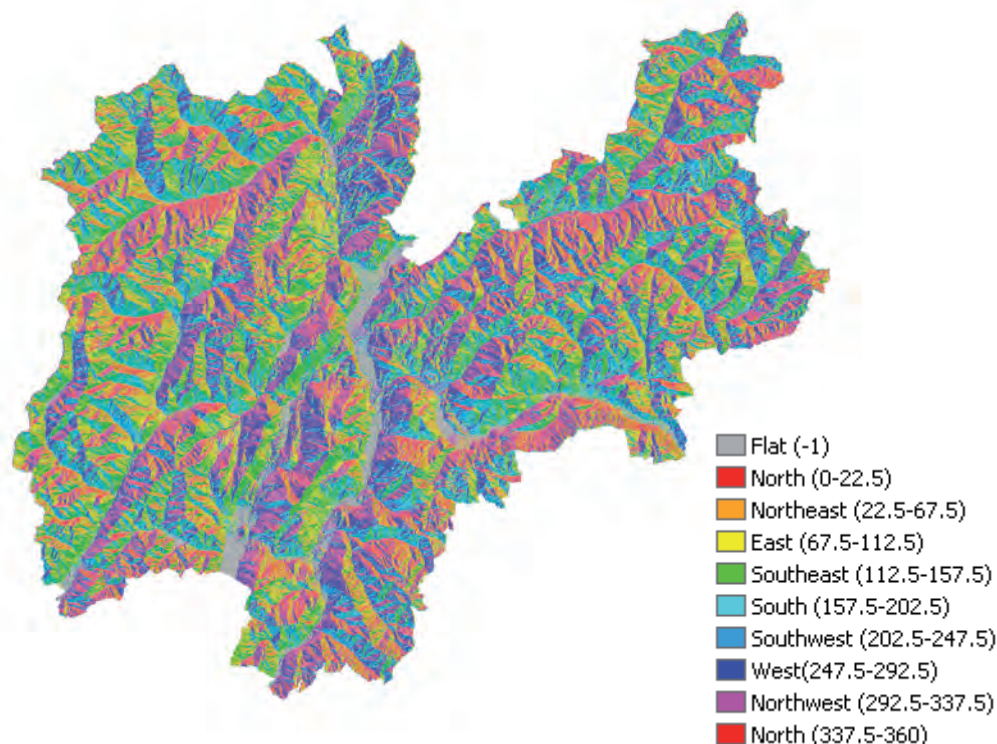 Flat (-1)
North (0-22.5)
Northeast (22.5-67.5)
East (67.5-112.5)
Southeast (112.5-157.5)
South (157.5-202.5)
Southwest (202.5-247.5)
West(247.5-292.5)
Northwest (292.5-337.5)
North (337.5-360)